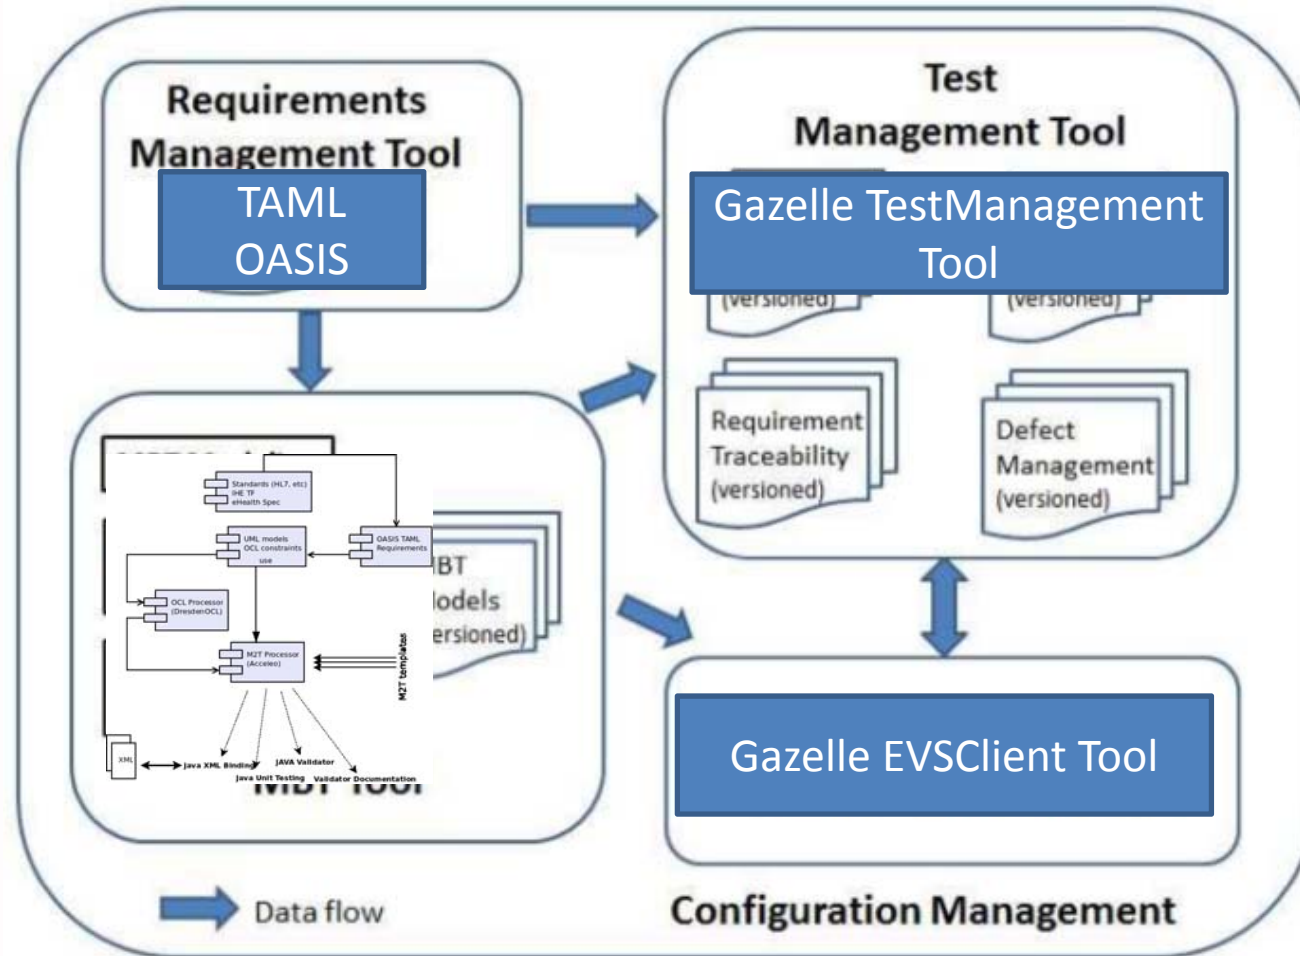 Requirements
Management Tool
TAML
OASIS
Test
Management Tool
Gazelle TestManagement
Tool
(versioned)
(versioned)
Requirement
Traceability
(versioned)
Defect
Management
(versioned)
Standards (HL7, etc)
IHE TF
eHealth Spec
UML models
OCL constraints
use
OASIS TAML
Requirements
OCL Processor
(DresdenOCL)
M2T Processor
(Acceleo)
M2T templates
XML
Java XML Binding
JAVA Validator
Java Unit Testing
Validator Documentation
MBT Tool
Gazelle EVSClient Tool
Data flow
Configuration Management